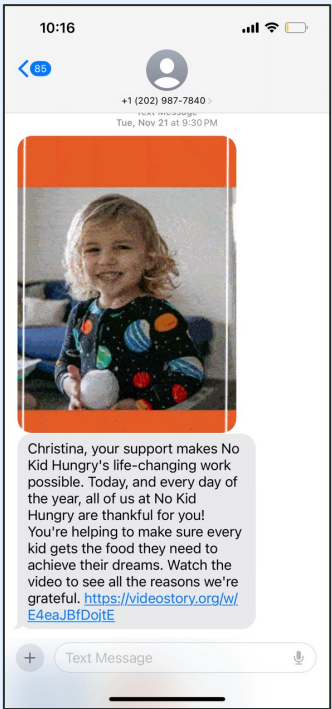 10:16
85
+1 (202) 987-7840
Text Message
Tue, Nov 21 at 9:30 PM
Christina, your support makes No
Kid Hungry's life-changing work
possible. Today, and every day of
the year, all of us at No Kid
Hungry are thankful for you!
You're helping to make sure every
kid gets the food they need to
achieve their dreams. Watch the
video to see all the reasons we're
grateful. https://videostory.org/w/
E4eaJBfDojtE
Text Message